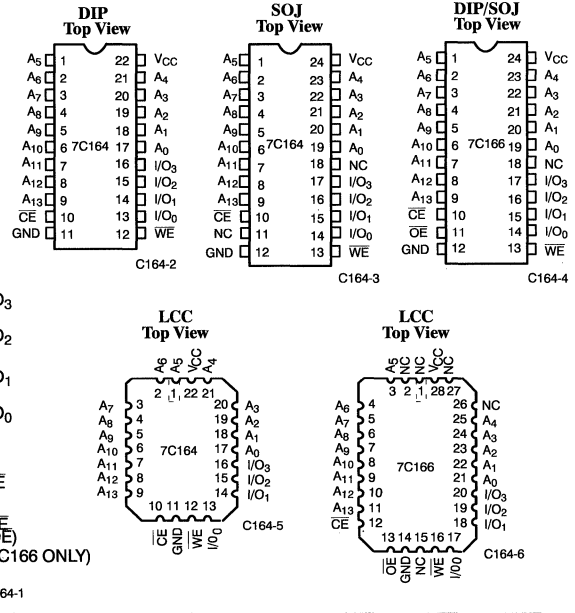 DIP
Top View
A5 1 22 VCC
A6 2 21 A4
A7 3 20 A3
A8 4 19 A2
A9 5 18 A1
A10 6 7C164 17 A0
A11 7 16 I/O3
A12 8 15 I/O2
A13 9 14 I/O1
CE 10 13 I/O0
GND 11 12 WE
C164-2
SOJ
Top View
A5 1 24 VCC
A6 2 23 A4
A7 3 22 A3
A8 4 21 A2
A9 5 20 A1
A10 6 7C164 19 A0
A11 7 18 NC
A12 8 17 I/O3
A13 9 16 I/O2
CE 10 15 I/O1
NC 11 14 I/O0
GND 12 13 WE
C164-3
DIP/SOJ
Top View
A5 1 24 VCC
A6 2 23 A4
A7 3 22 A3
A8 4 21 A2
A9 5 20 A1
A10 6 7C166 19 A0
A11 7 18 NC
A12 8 17 I/O3
A13 9 16 I/O2
CE 10 15 I/O1
OE 11 14 I/O0
GND 12 13 WE
C164-4
O3
O2
O1
O0
E
E
OE)
C166 ONLY)
64-1
LCC
Top View
A6 A5 VCC A4
2 1 22 21
A7 3 20 A3
A8 4 19 A2
A9 5 18 A1
A10 6 7C164 17 A0
A11 7 16 I/O3
A12 8 15 I/O2
A13 9 14 I/O1
10 11 12 13
CE GND WE I/O0
C164-5
LCC
Top View
A5 NC NC VCC NC
3 2 1 28 27
A6 4 26 NC
A7 5 25 A4
A8 6 24 A3
A9 7 23 A2
A10 8 7C166 22 A1
A11 9 21 A0
A12 10 20 I/O3
A13 11 19 I/O2
CE 12 18 I/O1
13 14 15 16 17
OE GND NC WE I/O0
C164-6